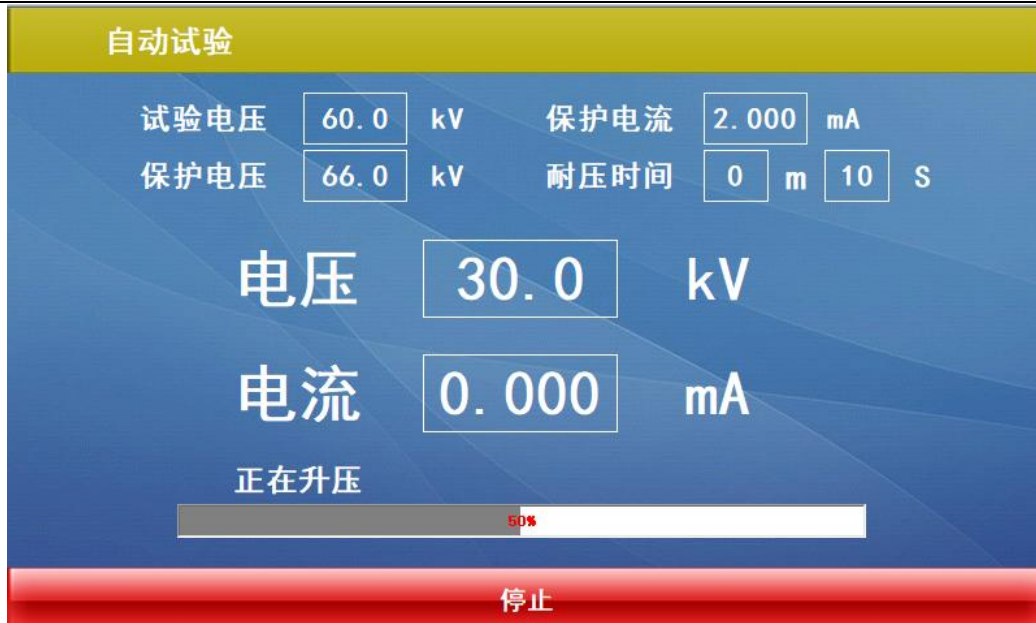 自动试验
试验电压 60.0 kV 保护电流 2.000 mA
保护电压 66.0 kV 耐压时间 0 m 10 S
电压 30.0 kV
电流 0.000 mA
正在升压
50%
停止